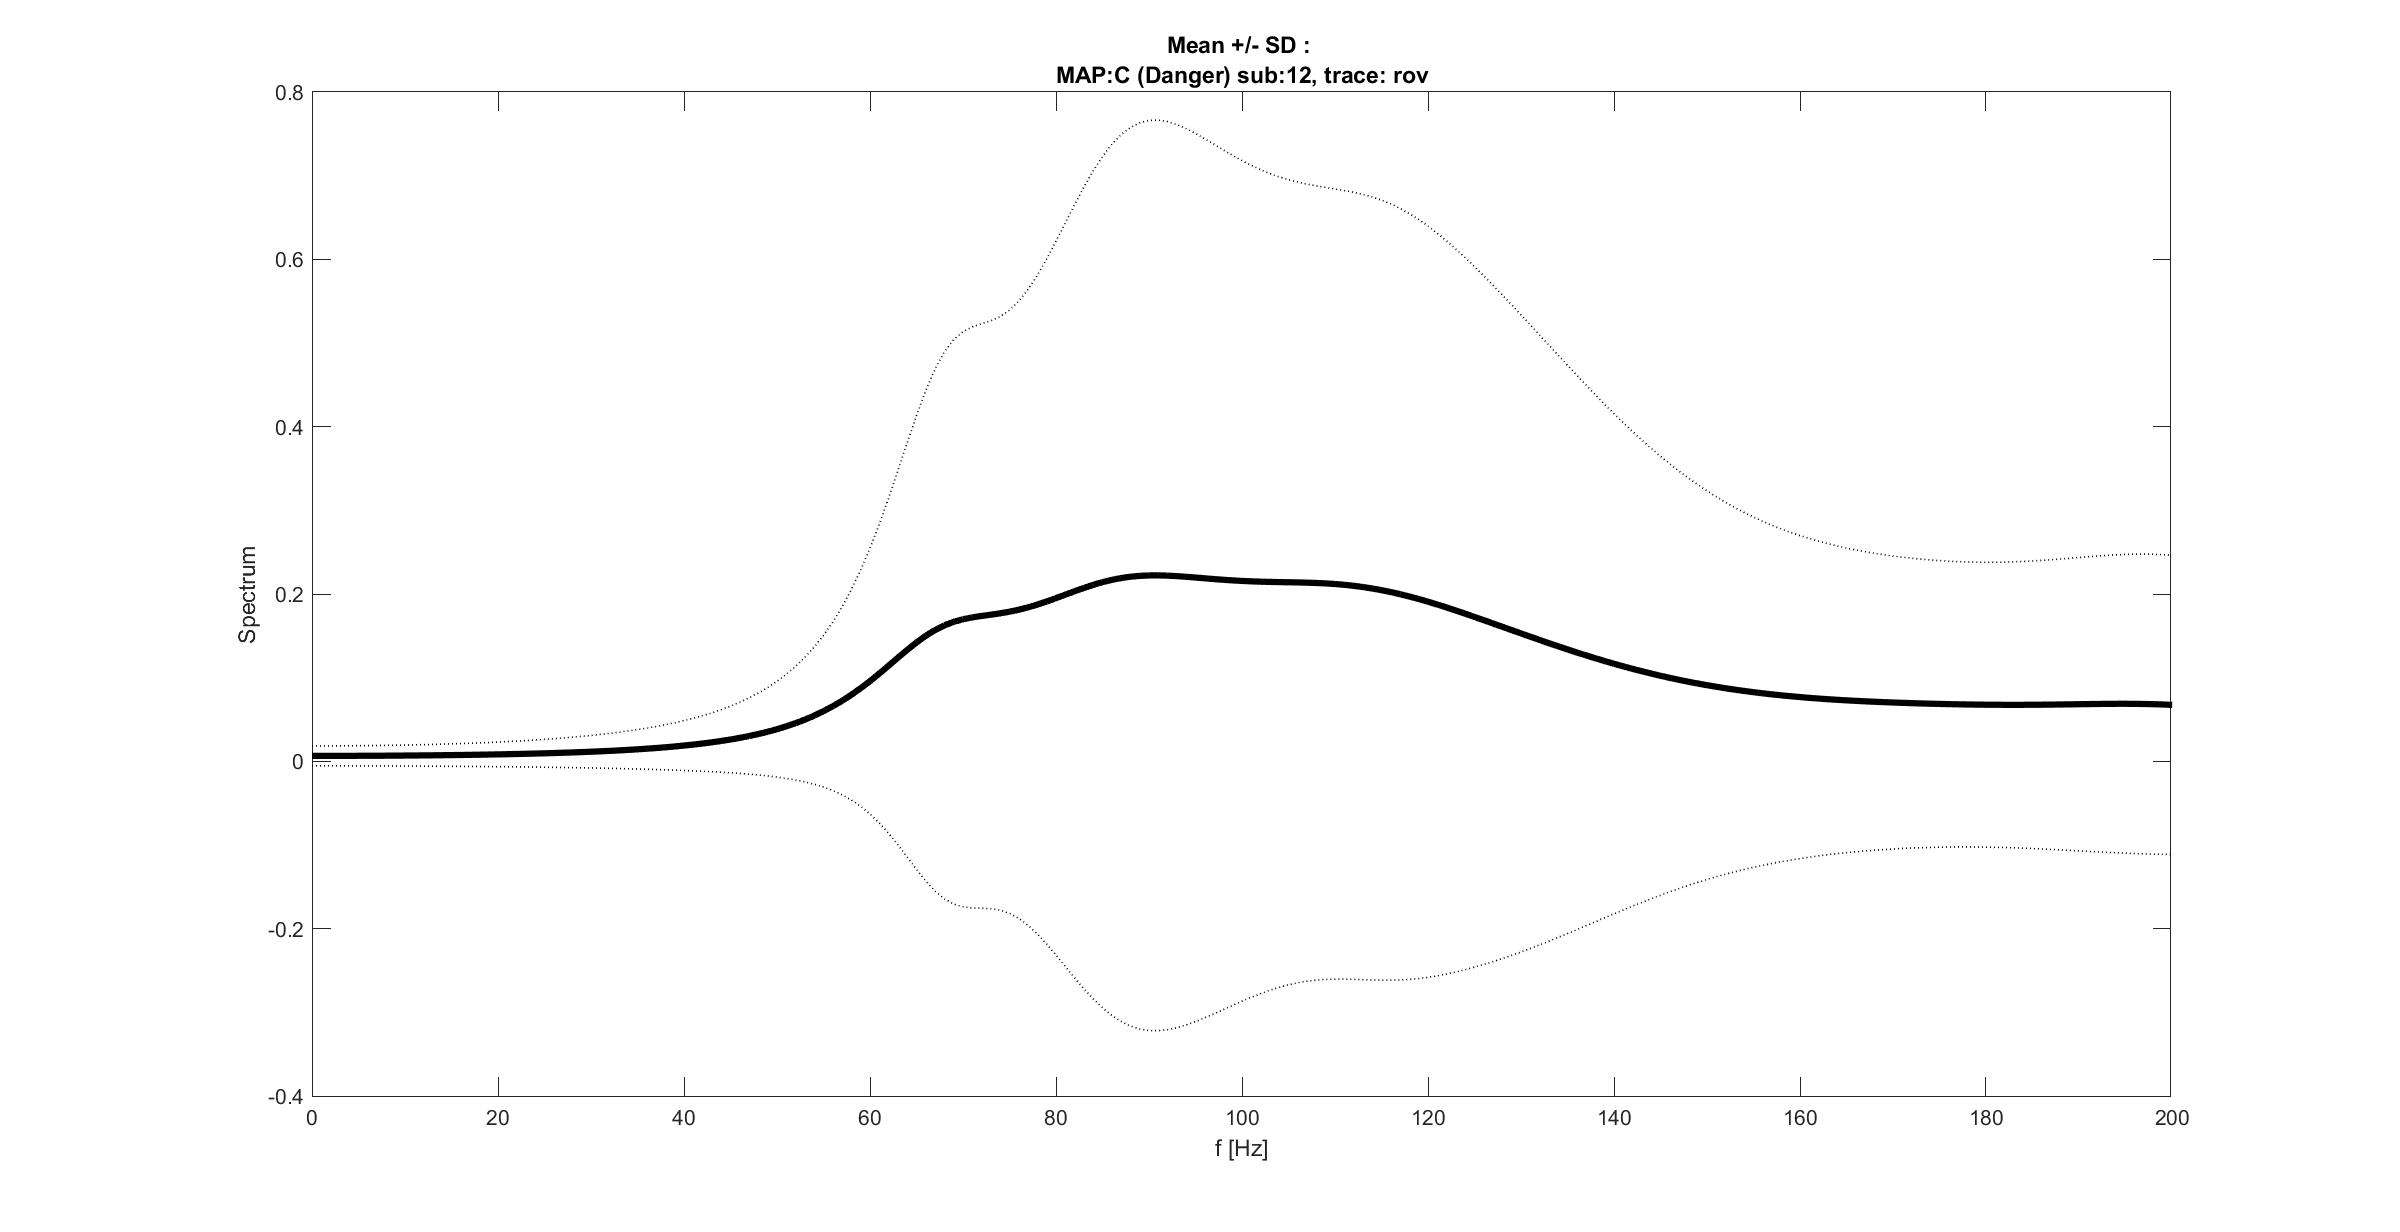 Mean +/- SD :
MAP:C (Danger) sub:12, trace: rov
0.8
0.6
0.4
0.2
0
-0.2
-0.4
Spectrum
0 20 40 60 80 100 120 140 160 180 200
f [Hz]